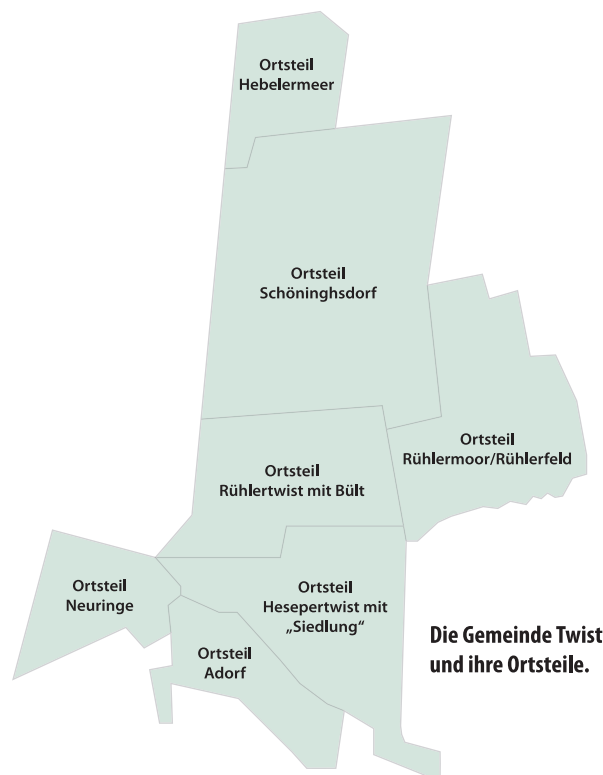 Ortsteil
Hebelermeer
Ortsteil
Schöninghsdorf
Ortsteil
Rühlermoor/Rühlerfeld
Ortsteil
Rühlertwist mit Bült
Ortsteil
Neuringe
Ortsteil
Hesepertwist mit
„Siedlung“
Ortsteil
Adorf
Die Gemeinde Twist
und ihre Ortsteile.